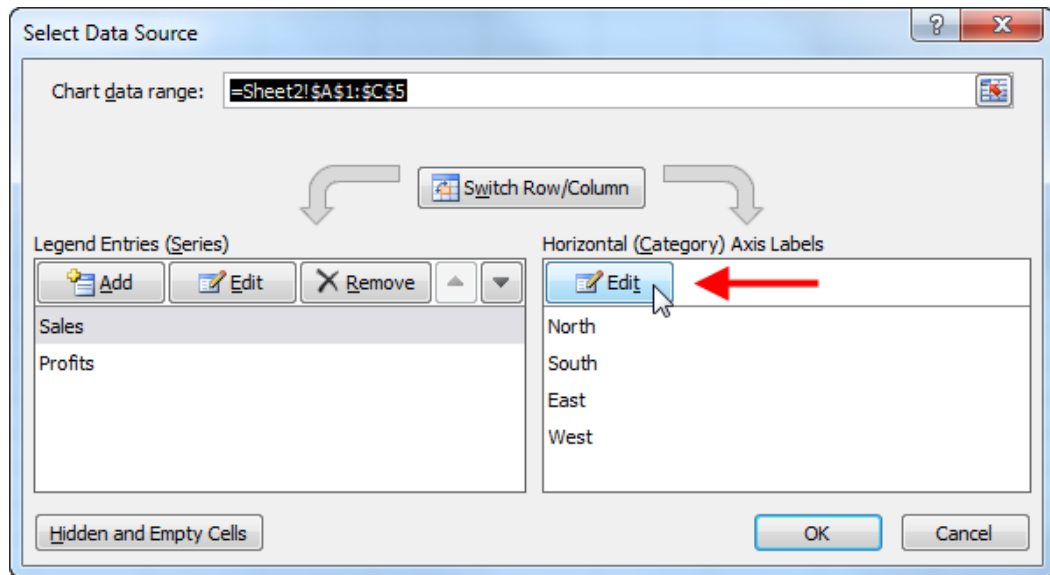 Select Data Source
? X
Chart data range: =Sheet2!$A$1:$C$5
Switch Row/Column
Legend Entries (Series)
Add Edit Remove
Sales
Profits
Horizontal (Category) Axis Labels
Edit
North
South
East
West
Hidden and Empty Cells
OK Cancel